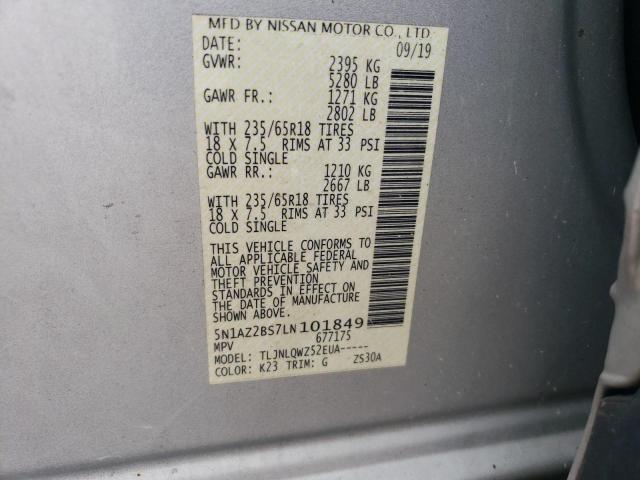 MFD BY NISSAN MOTOR CO., LTD
DATE: 09/19
GVWR: 2395 KG
5280 LB
GAWR FR.: 1271 KG
2802 LB
WITH 235/65R18 TIRES
18 X 7.5 RIMS AT 33 PSI
COLD SINGLE
GAWR RR.: 1210 KG
2667 LB
WITH 235/65R18 TIRES
18 X 7.5 RIMS AT 33 PSI
COLD SINGLE
THIS VEHICLE CONFORMS TO
ALL APPLICABLE FEDERAL
MOTOR VEHICLE SAFETY AND
THEFT PREVENTION
STANDARDS IN EFFECT ON
THE DATE OF MANUFACTURE
SHOWN ABOVE.
5N1AZ2BS7LN101849
MPV 677175
MODEL: TLJNLQWZ52EUA-----
COLOR: K23 TRIM: G ZS30A